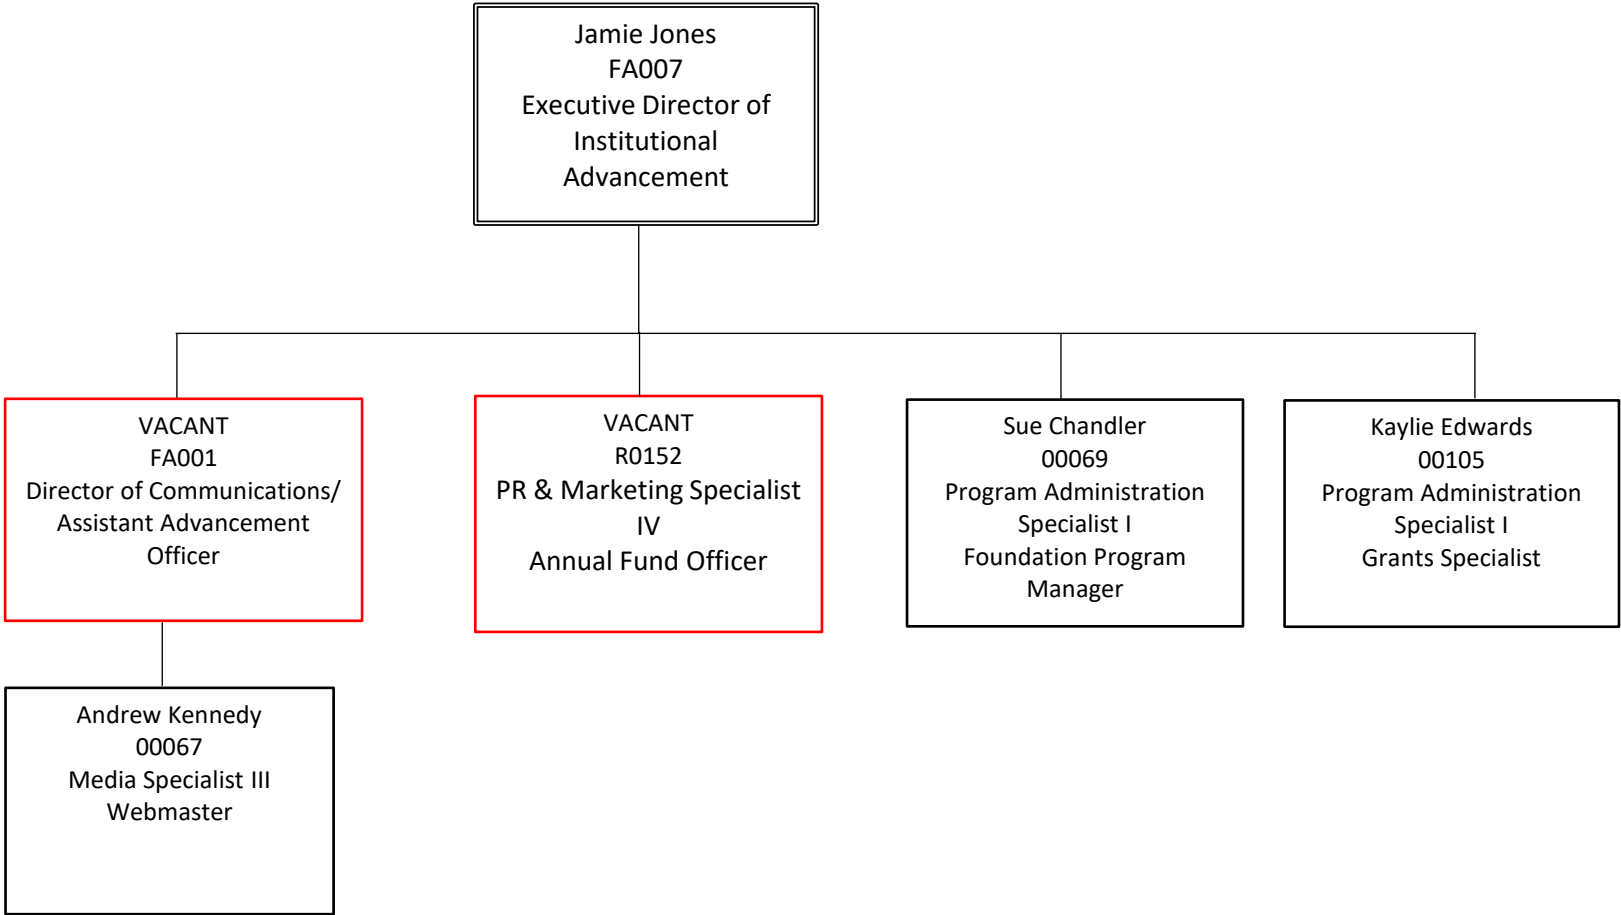 Jamie Jones
FA007
Executive Director of
Institutional
Advancement
VACANT
FA001
Director of Communications/
Assistant Advancement
Officer
VACANT
R0152
PR & Marketing Specialist
IV
Annual Fund Officer
Sue Chandler
00069
Program Administration
Specialist I
Foundation Program
Manager
Kaylie Edwards
00105
Program Administration
Specialist I
Grants Specialist
Andrew Kennedy
00067
Media Specialist III
Webmaster